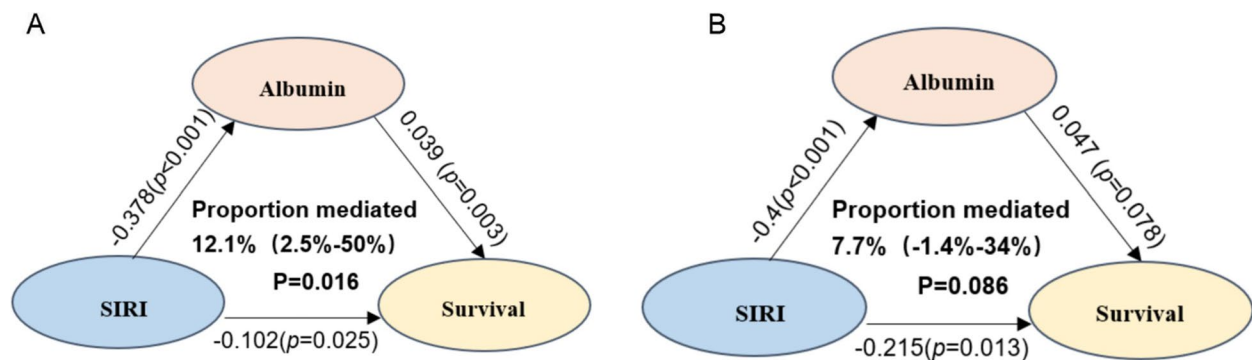 A
Albumin
-0.378(p<0.001)
0.039 (p=0.003)
Proportion mediated
12.1% (2.5%-50%)
P=0.016
SIRI
Survival
-0.102(p=0.025)
B
Albumin
-0.4(p<0.001)
0.047 (p=0.078)
Proportion mediated
7.7% (-1.4%-34%)
P=0.086
SIRI
Survival
-0.215(p=0.013)